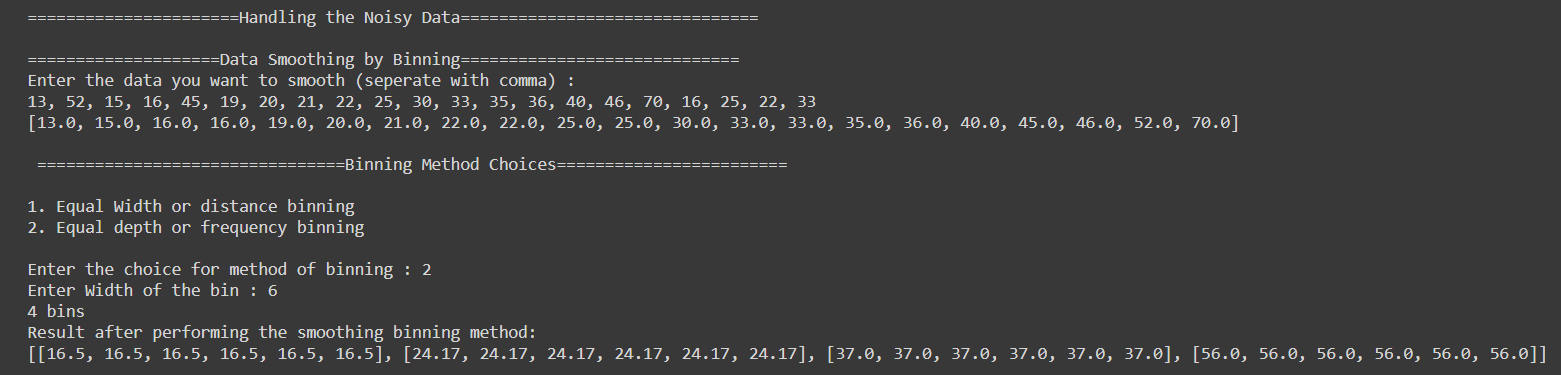 ======================Handling the Noisy Data===============================
====================Data Smoothing by Binning=============================
Enter the data you want to smooth (seperate with comma) :
13, 52, 15, 16, 45, 19, 20, 21, 22, 25, 30, 33, 35, 36, 40, 46, 70, 16, 25, 22, 33
[13.0, 15.0, 16.0, 16.0, 19.0, 20.0, 21.0, 22.0, 22.0, 25.0, 25.0, 30.0, 33.0, 33.0, 35.0, 36.0, 40.0, 45.0, 46.0, 52.0, 70.0]
================================Binning Method Choices========================
1. Equal Width or distance binning
2. Equal depth or frequency binning
Enter the choice for method of binning : 2
Enter Width of the bin : 6
4 bins
Result after performing the smoothing binning method:
[[16.5, 16.5, 16.5, 16.5, 16.5, 16.5], [24.17, 24.17, 24.17, 24.17, 24.17, 24.17], [37.0, 37.0, 37.0, 37.0, 37.0, 37.0], [56.0, 56.0, 56.0, 56.0, 56.0, 56.0]]